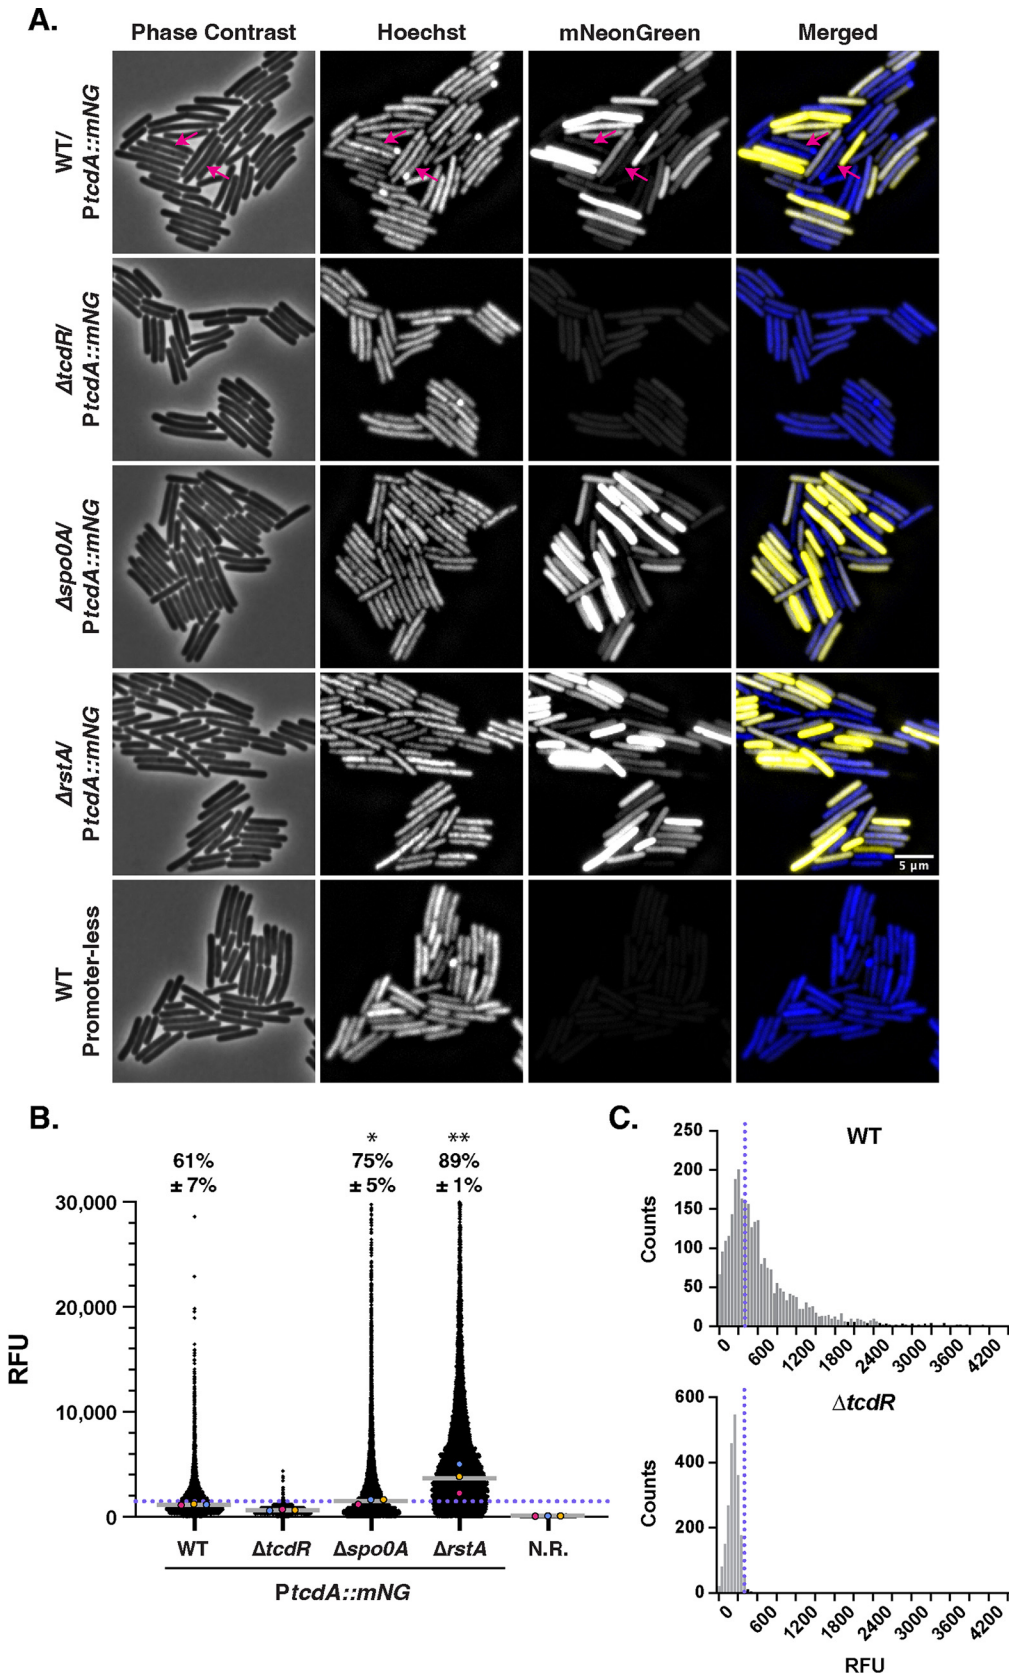 A.
Phase Contrast Hoechst mNeonGreen Merged
WT/
PtcdA::mNG
ΔtcdR/
PtcdA::mNG
Δspo0A/
PtcdA::mNG
ΔrstA/
PtcdA::mNG
5 µm
WT
Promoter-less
B.
* **
61% 75% 89%
± 7% ± 5% ± 1%
30,000
20,000
10,000
0
RFU
WT ΔtcdR Δspo0A ΔrstA N.R.
PtcdA::mNG
C.
WT
250
200
150
100
50
0
Counts
0 600 1200 1800 2400 3000 3600 4200
ΔtcdR
600
400
200
0
Counts
0 600 1200 1800 2400 3000 3600 4200
RFU